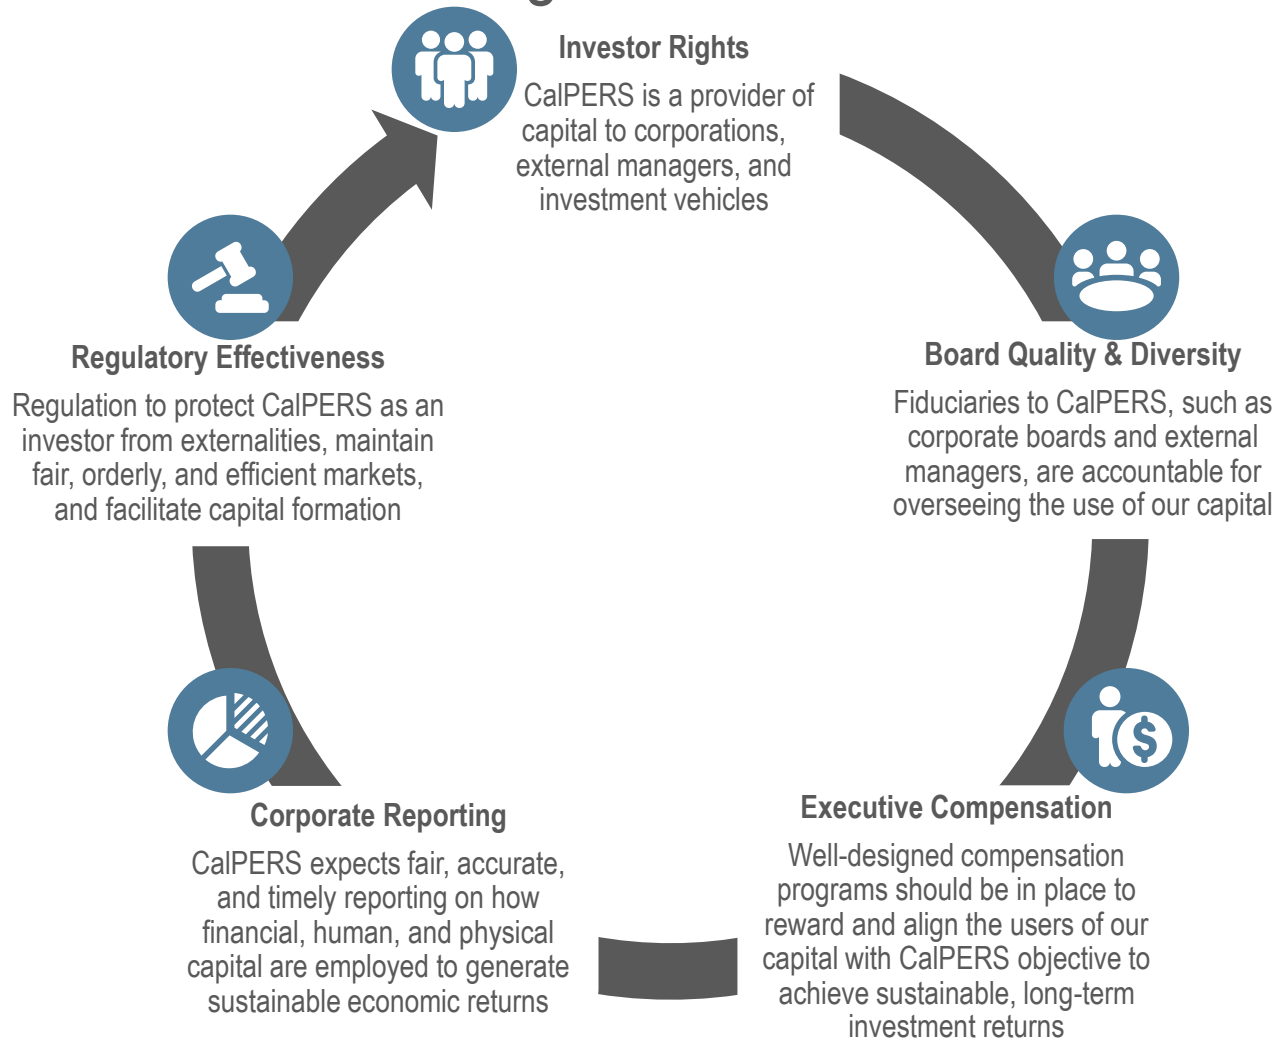 Investor Rights
CalPERS is a provider of
capital to corporations,
external managers, and
investment vehicles
Board Quality & Diversity
Fiduciaries to CalPERS, such as
corporate boards and external
managers, are accountable for
overseeing the use of our capital
Executive Compensation
Well-designed compensation
programs should be in place to
reward and align the users of our
capital with CalPERS objective to
achieve sustainable, long-term
investment returns
Corporate Reporting
CalPERS expects fair, accurate,
and timely reporting on how
financial, human, and physical
capital are employed to generate
sustainable economic returns
Regulatory Effectiveness
Regulation to protect CalPERS as an
investor from externalities, maintain
fair, orderly, and efficient markets,
and facilitate capital formation
$